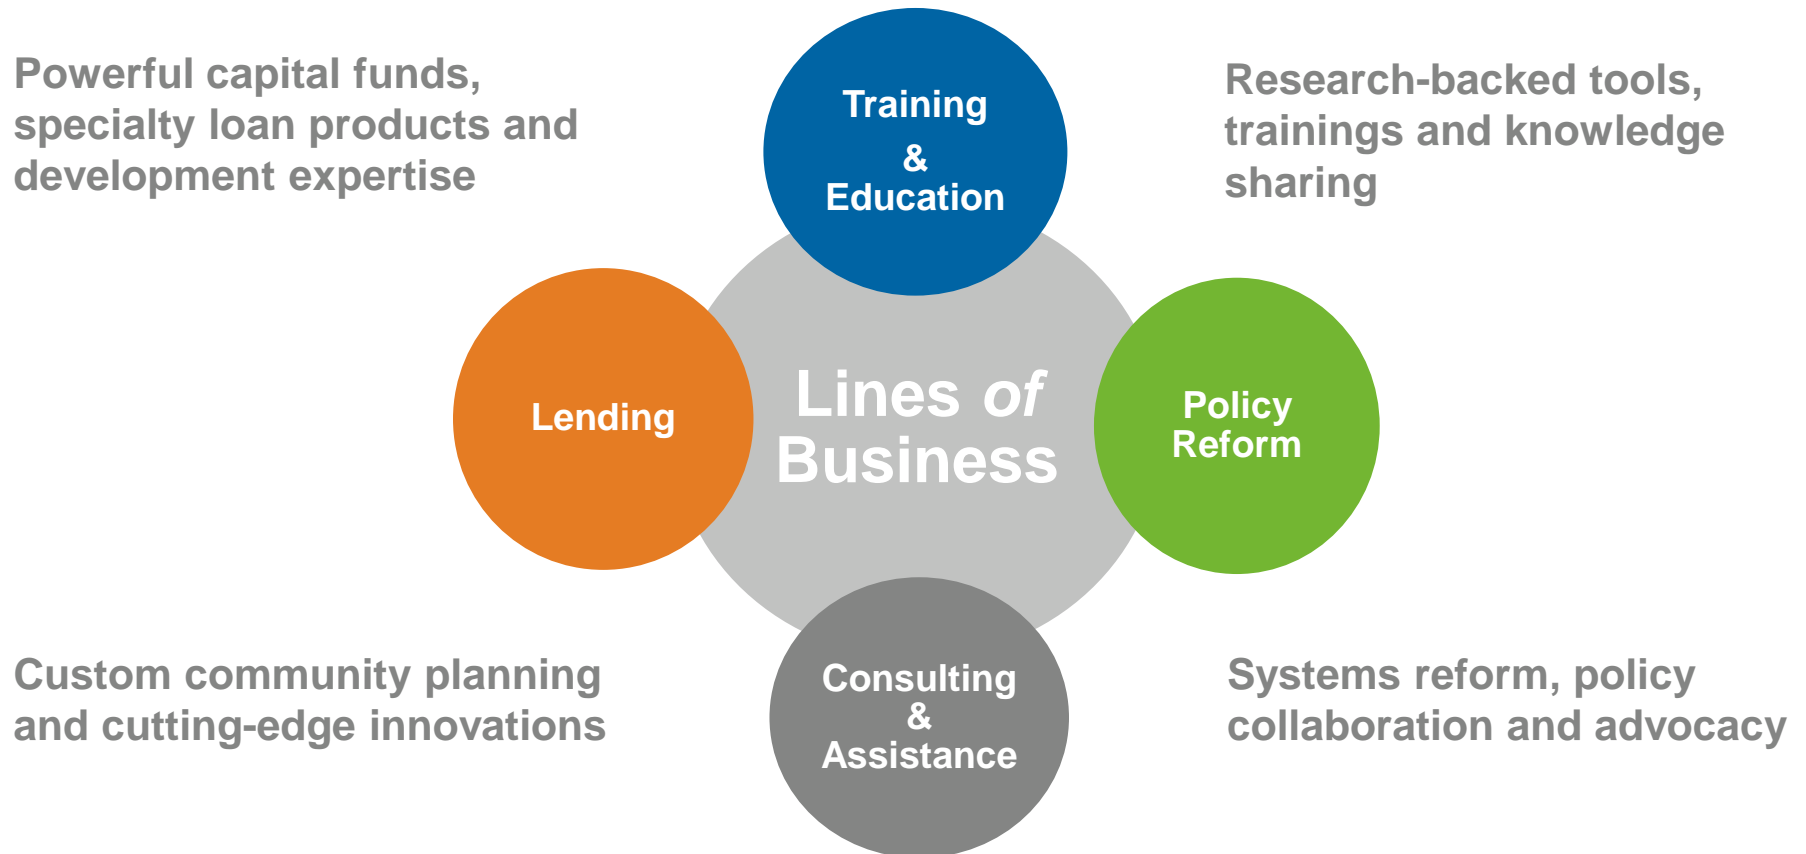 Powerful capital funds,
specialty loan products and
development expertise
Training
&
Education
Research-backed tools,
trainings and knowledge
sharing
Lending
Lines of
Business
Policy
Reform
Custom community planning
and cutting-edge innovations
Consulting
&
Assistance
Systems reform, policy
collaboration and advocacy